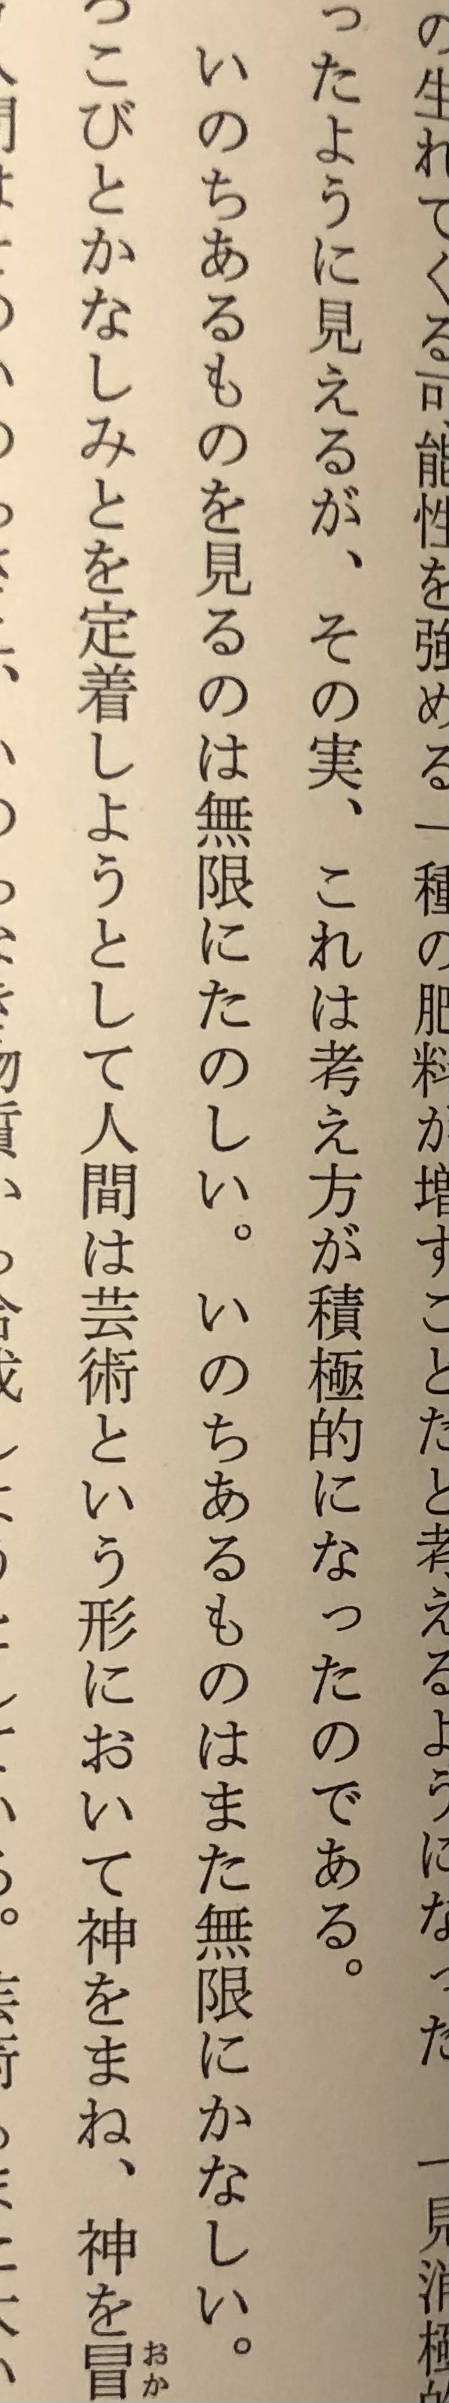 の生れてくる可能性を強める一種の肥料が増すことだと考えるようになった　一見消極的
ったように見えるが、その実、これは考え方が積極的になったのである。
いのちあるものを見るのは無限にたのしい。いのちあるものはまた無限にかなしい。
つこびとかなしみとを定着しようとして人間は芸術という形において神をまね、神を冒
おか